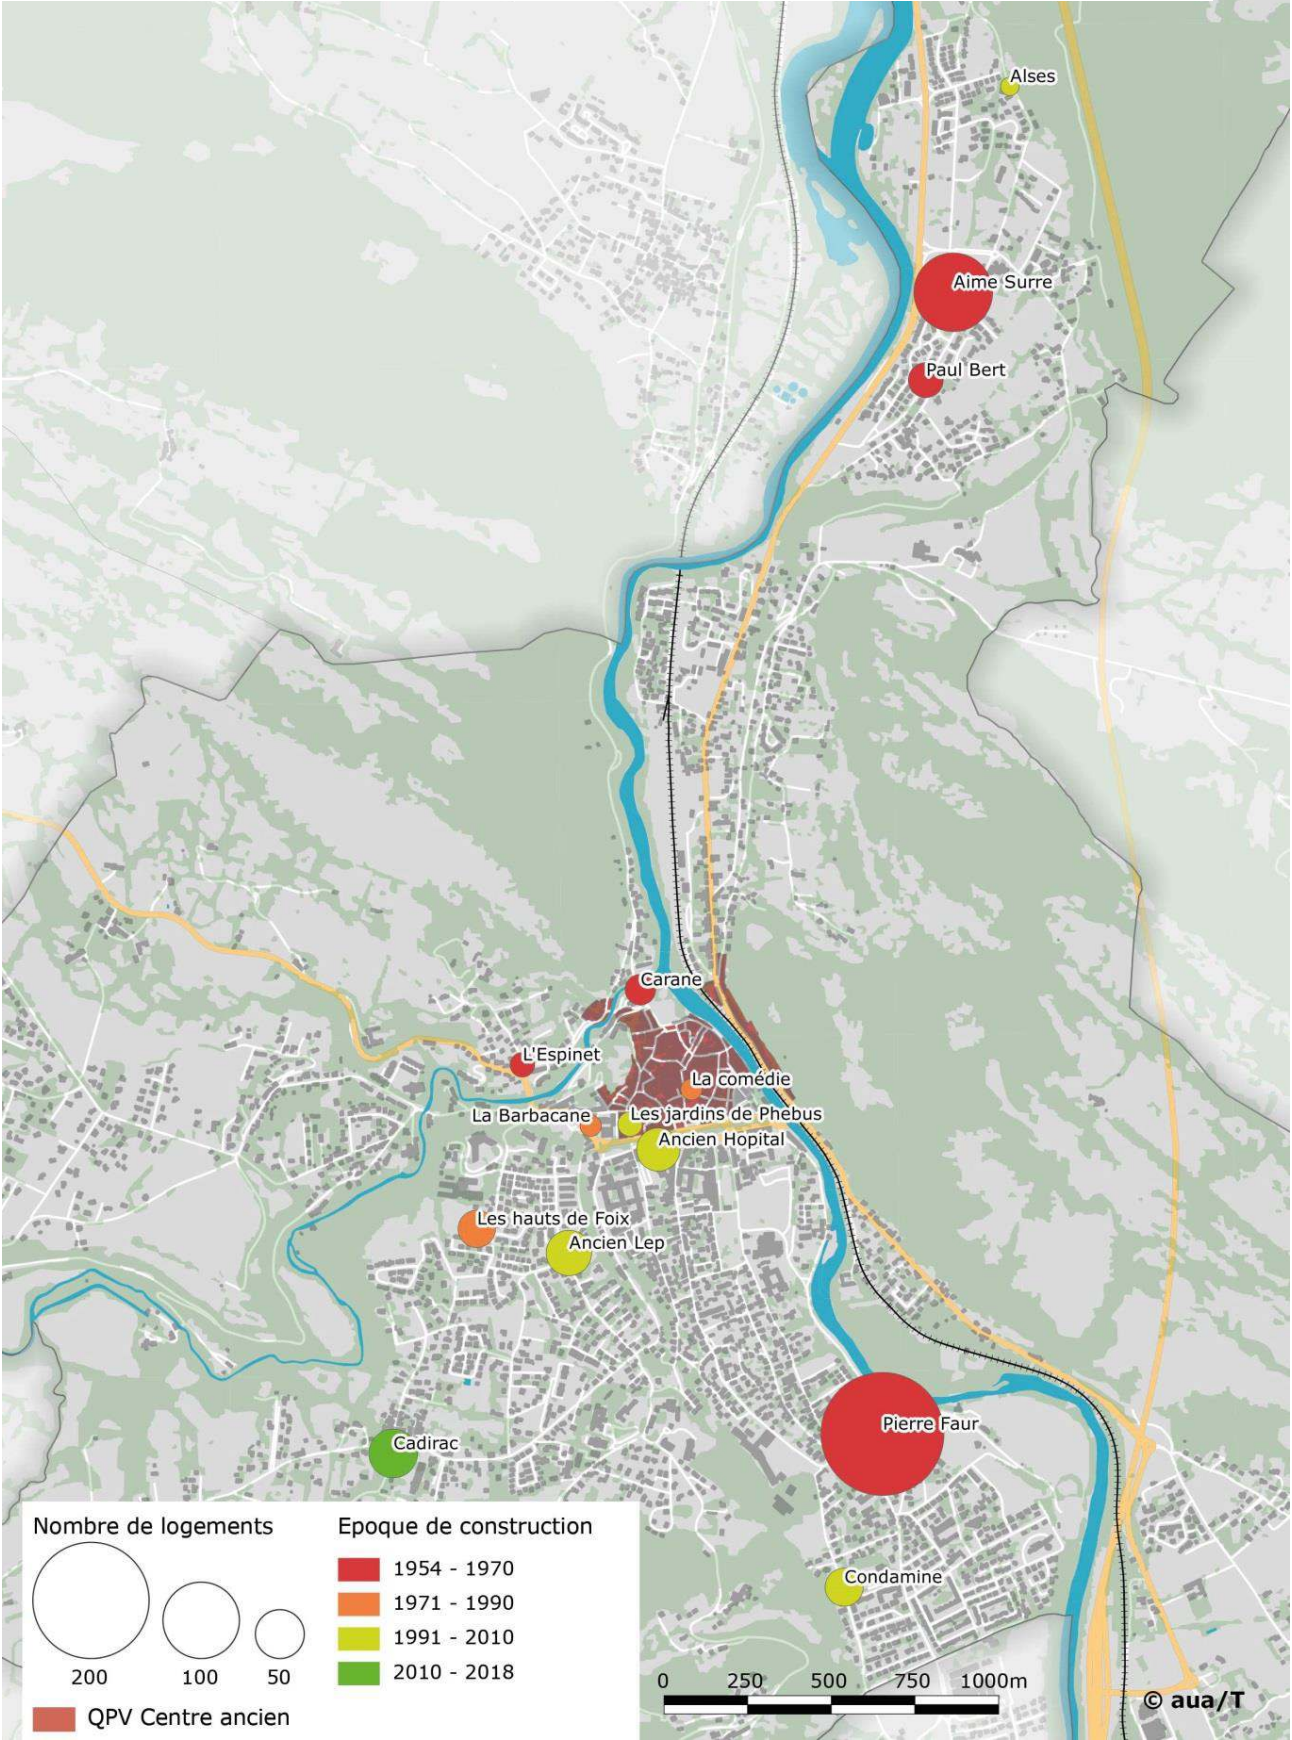 Alses
Aime Surre
Paul Bert
Carane
L'Espinet
La comédie
La Barbacane
Les jardins de Phebus
Ancien Hopital
Les hauts de Foix
Ancien Lep
Pierre Faur
Cadirac
Condamine
Nombre de logements
200 100 50
QPV Centre ancien
Epoque de construction
1954 - 1970
1971 - 1990
1991 - 2010
2010 - 2018
0 250 500 750 1000m
© aua/T